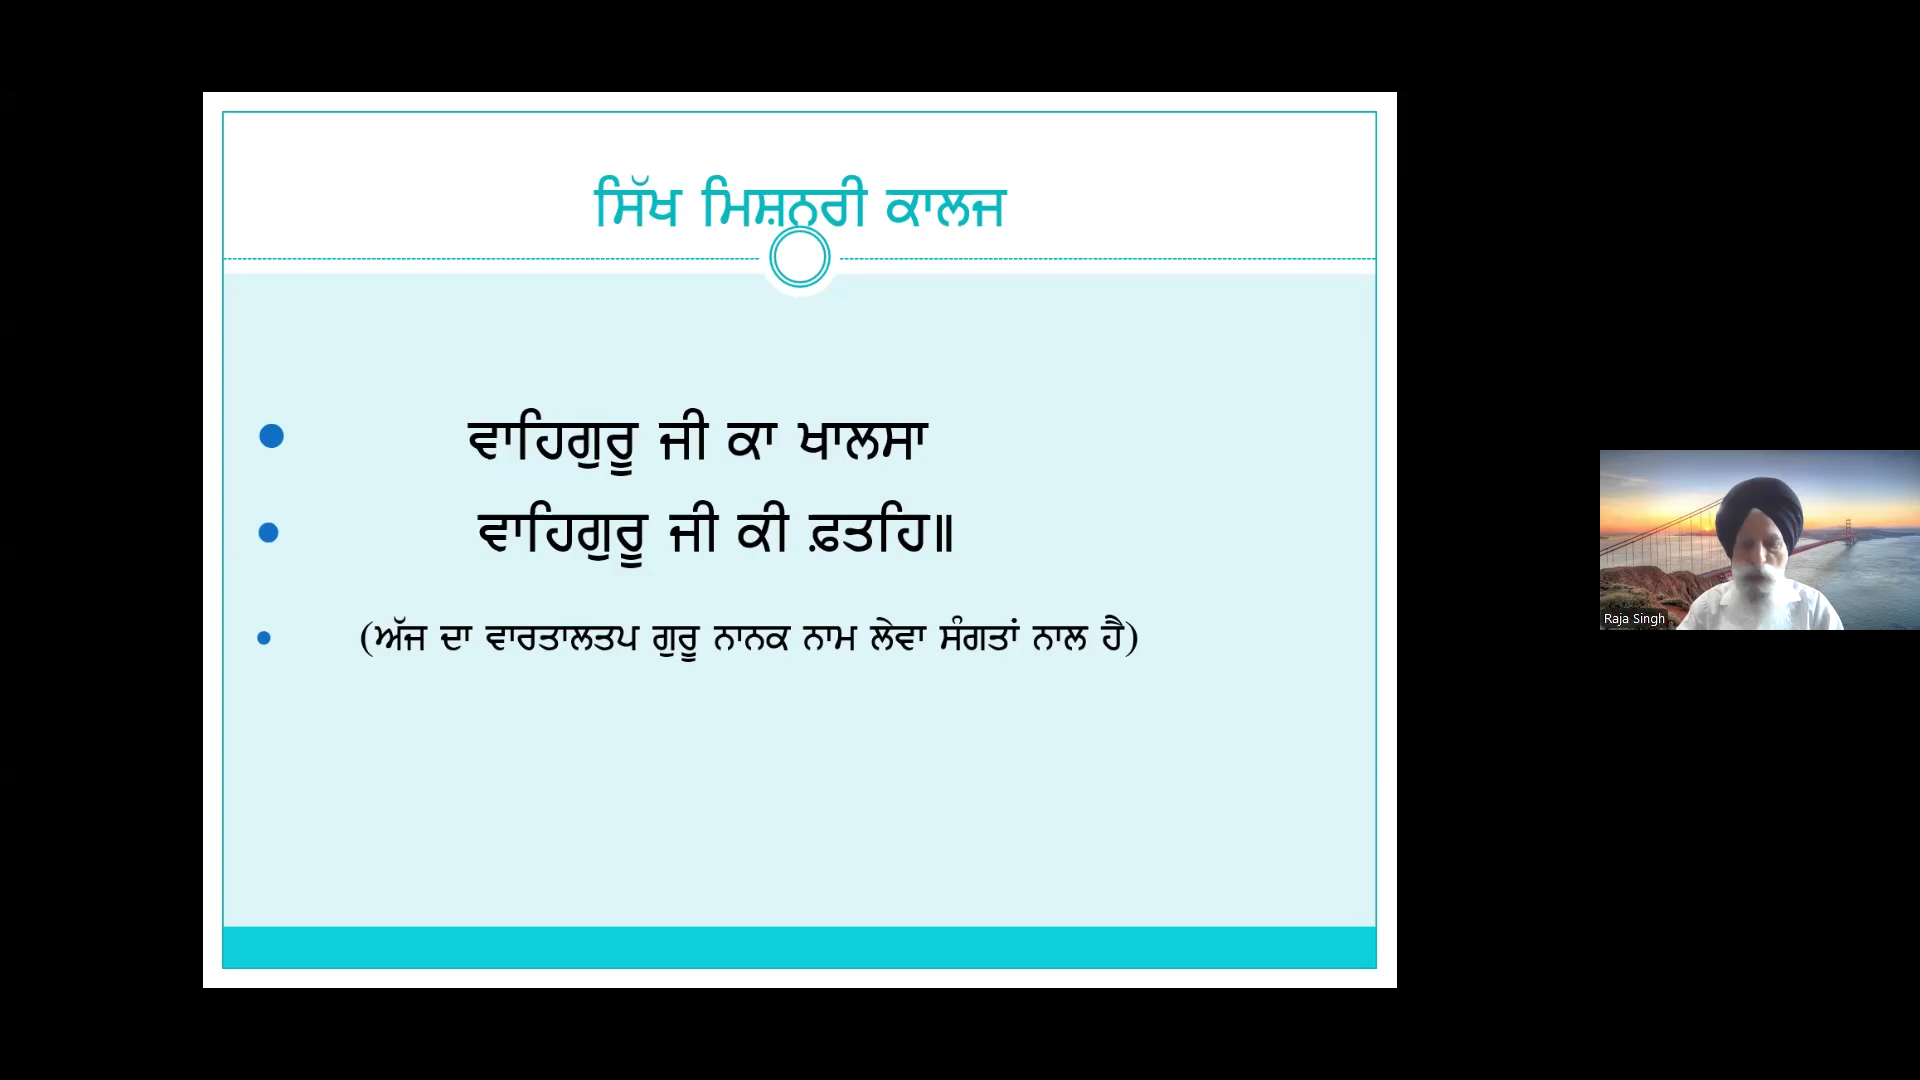 ਸਿੱਖ ਮਿਸ਼ਨਰੀ ਕਾਲਜ
ਵਾਹਿਗੁਰੂ ਜੀ ਕਾ ਖਾਲਸਾ
ਵਾਹਿਗੁਰੂ ਜੀ ਕੀ ਫ਼ਤਹਿ॥
(ਅੱਜ ਦਾ ਵਾਰਤਾਲਤਪ ਗੁਰੂ ਨਾਨਕ ਨਾਮ ਲੇਵਾ ਸੰਗਤਾਂ ਨਾਲ ਹੈ)
Raja Singh